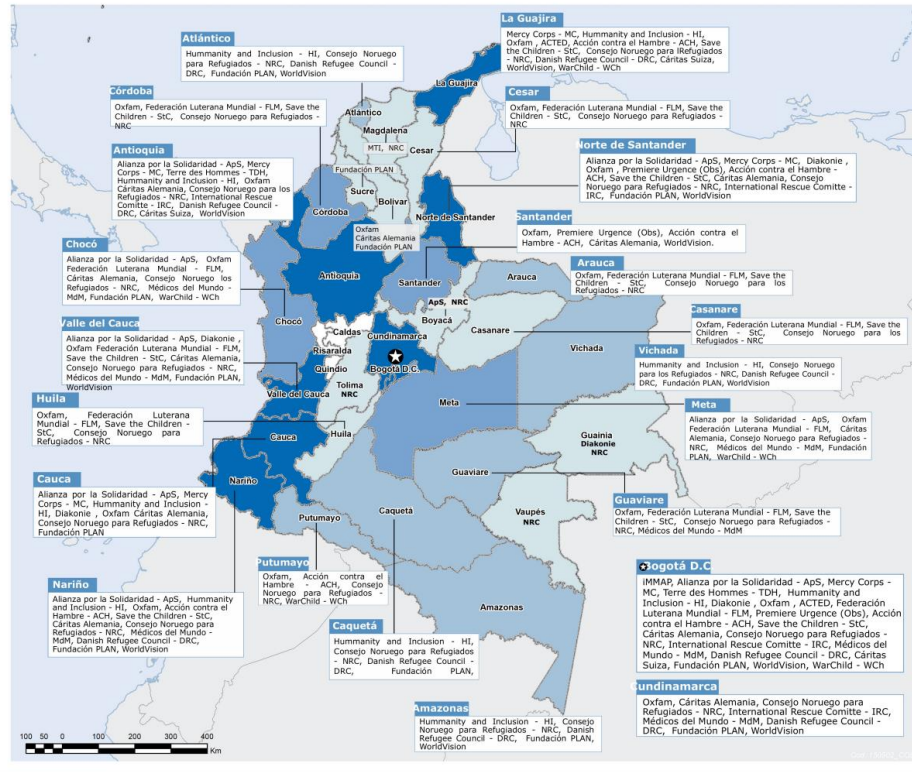 La Guajira
Mercy Corps - MC, Hummanity and Inclusion - HI,
Oxfam , ACTED, Acción contra el Hambre - ACH, Save
the Children - StC, Consejo Noruego para lRefugiados
- NRC, Danish Refugee Council - DRC, Cáritas Suiza,
WorldVision, WarChild - WCh
Atlántico
Hummanity and Inclusion - HI, Consejo Noruego
para Refugiados - NRC, Danish Refugee Council -
DRC, Fundación PLAN, WorldVision
Córdoba
Oxfam, Federación Luterana Mundial - FLM, Save the
Children - StC, Consejo Noruego para Refugiados -
NRC
Cesar
Oxfam, Federación Luterana Mundial - FLM, Save the
Children - StC, Consejo Noruego para Refugiados -
NRC
Antioquia
Alianza por la Solidaridad - ApS, Mercy
Corps - MC, Terre des Hommes - TDH,
Hummanity and Inclusion - HI, Oxfam
Cáritas Alemania, Consejo Noruego para los
Refugiados - NRC, International Rescue
Comitte - IRC, Danish Refugee Council -
DRC, Cáritas Suiza, WorldVision
Norte de Santander
Alianza por la Solidaridad - ApS, Mercy Corps - MC, Diakonie ,
Oxfam , Premiere Urgence (Obs), Acción contra el Hambre -
ACH, Save the Children - StC, Cáritas Alemania, Consejo
Noruego para Refugiados - NRC, International Rescue Comitte -
IRC, Fundación PLAN, WorldVision
Santander
Oxfam, Premiere Urgence (Obs), Acción contra el
Hambre - ACH, Cáritas Alemania, WorldVision.
Chocó
Alianza por la Solidaridad - ApS, Oxfam
Federación Luterana Mundial - FLM,
Cáritas Alemania, Consejo Noruego los
Refugiados - NRC, Médicos del Mundo -
MdM, Fundación PLAN, WarChild - WCh
Arauca
Oxfam, Federación Luterana Mundial - FLM, Save the
Children - StC, Consejo Noruego para los
Refugiados - NRC
Valle del Cauca
Alianza por la Solidaridad - ApS, Diakonie ,
Oxfam Federación Luterana Mundial - FLM,
Save the Children - StC, Cáritas Alemania,
Consejo Noruego para Refugiados - NRC,
Médicos del Mundo - MdM, Fundación PLAN,
WorldVision
Casanare
Oxfam, Federación Luterana Mundial - FLM, Save the
Children - StC, Consejo Noruego para los
Refugiados - NRC
Vichada
Hummanity and Inclusion - HI, Consejo Noruego
para los Refugiados - NRC, Danish Refugee Council -
DRC, Fundación PLAN, WorldVision
Huila
Oxfam, Federación Luterana
Mundial - FLM, Save the Children -
StC, Consejo Noruego para
Refugiados - NRC
Meta
Alianza por la Solidaridad - ApS, Oxfam
Federación Luterana Mundial - FLM, Cáritas
Alemania, Consejo Noruego para Refugiados -
NRC, Médicos del Mundo - MdM, Fundación
PLAN, WarChild - WCh
Cauca
Alianza por la Solidaridad - ApS, Mercy
Corps - MC, Hummanity and Inclusion -
HI, Diakonie , Oxfam Cáritas Alemania,
Consejo Noruego para Refugiados - NRC,
Fundación PLAN
Guaviare
Oxfam, Federación Luterana Mundial - FLM, Save the
Children - StC, Consejo Noruego para Refugiados -
NRC, Médicos del Mundo - MdM
Putumayo
Oxfam, Acción contra el
Hambre - ACH, Consejo
Noruego para Refugiados -
NRC, WarChild - WCh
Bogotá D.C
iMMAP, Alianza por la Solidaridad - ApS, Mercy Corps -
MC, Terre des Hommes - TDH, Hummanity and
Inclusion - HI, Diakonie , Oxfam , ACTED, Federación
Luterana Mundial - FLM, Premiere Urgence (Obs), Acción
contra el Hambre - ACH, Save the Children - StC,
Cáritas Alemania, Consejo Noruego para Refugiados -
NRC, International Rescue Comitte - IRC, Médicos del
Mundo - MdM, Danish Refugee Council - DRC, Cáritas
Suiza, Fundación PLAN, WorldVision, WarChild - WCh
Nariño
Alianza por la Solidaridad - ApS, Hummanity
and Inclusion - HI, Oxfam, Acción contra el
Hambre - ACH, Save the Children - StC,
Cáritas Alemania, Consejo Noruego para
Refugiados - NRC, Médicos del Mundo -
MdM, Danish Refugee Council - DRC,
Fundación PLAN, WorldVision
Caquetá
Hummanity and Inclusion - HI,
Consejo Noruego para Refugiados
- NRC, Danish Refugee Council -
DRC, Fundación PLAN,
Cundinamarca
Oxfam, Cáritas Alemania, Consejo Noruego para
Refugiados - NRC, International Rescue Comitte - IRC,
Médicos del Mundo - MdM, Danish Refugee Council -
DRC, Fundación PLAN, WorldVision
Amazonas
Hummanity and Inclusion - HI, Consejo
Noruego para Refugiados - NRC, Danish
Refugee Council - DRC, Fundación PLAN,
WorldVision
La Guajira
Atlántico
Magdalena
MTI, NRC
Cesar
Fundación PLAN
Sucre
Bolívar
Córdoba
Norte de Santander
Oxfam
Cáritas Alemania
Fundación PLAN
Antioquia
Santander
Arauca
ApS, NRC
Boyacá
Chocó
Caldas
Cundinamarca
Casanare
Risaralda
Vichada
Quindio
Bogotá D.C.
Tolima
NRC
Valle del Cauca
Meta
Cauca
Huila
Guainía
Diakonie
NRC
Guaviare
Nariño
Putumayo
Caquetá
Vaupés
NRC
Amazonas
100 50 0 100 200 300 400
Km